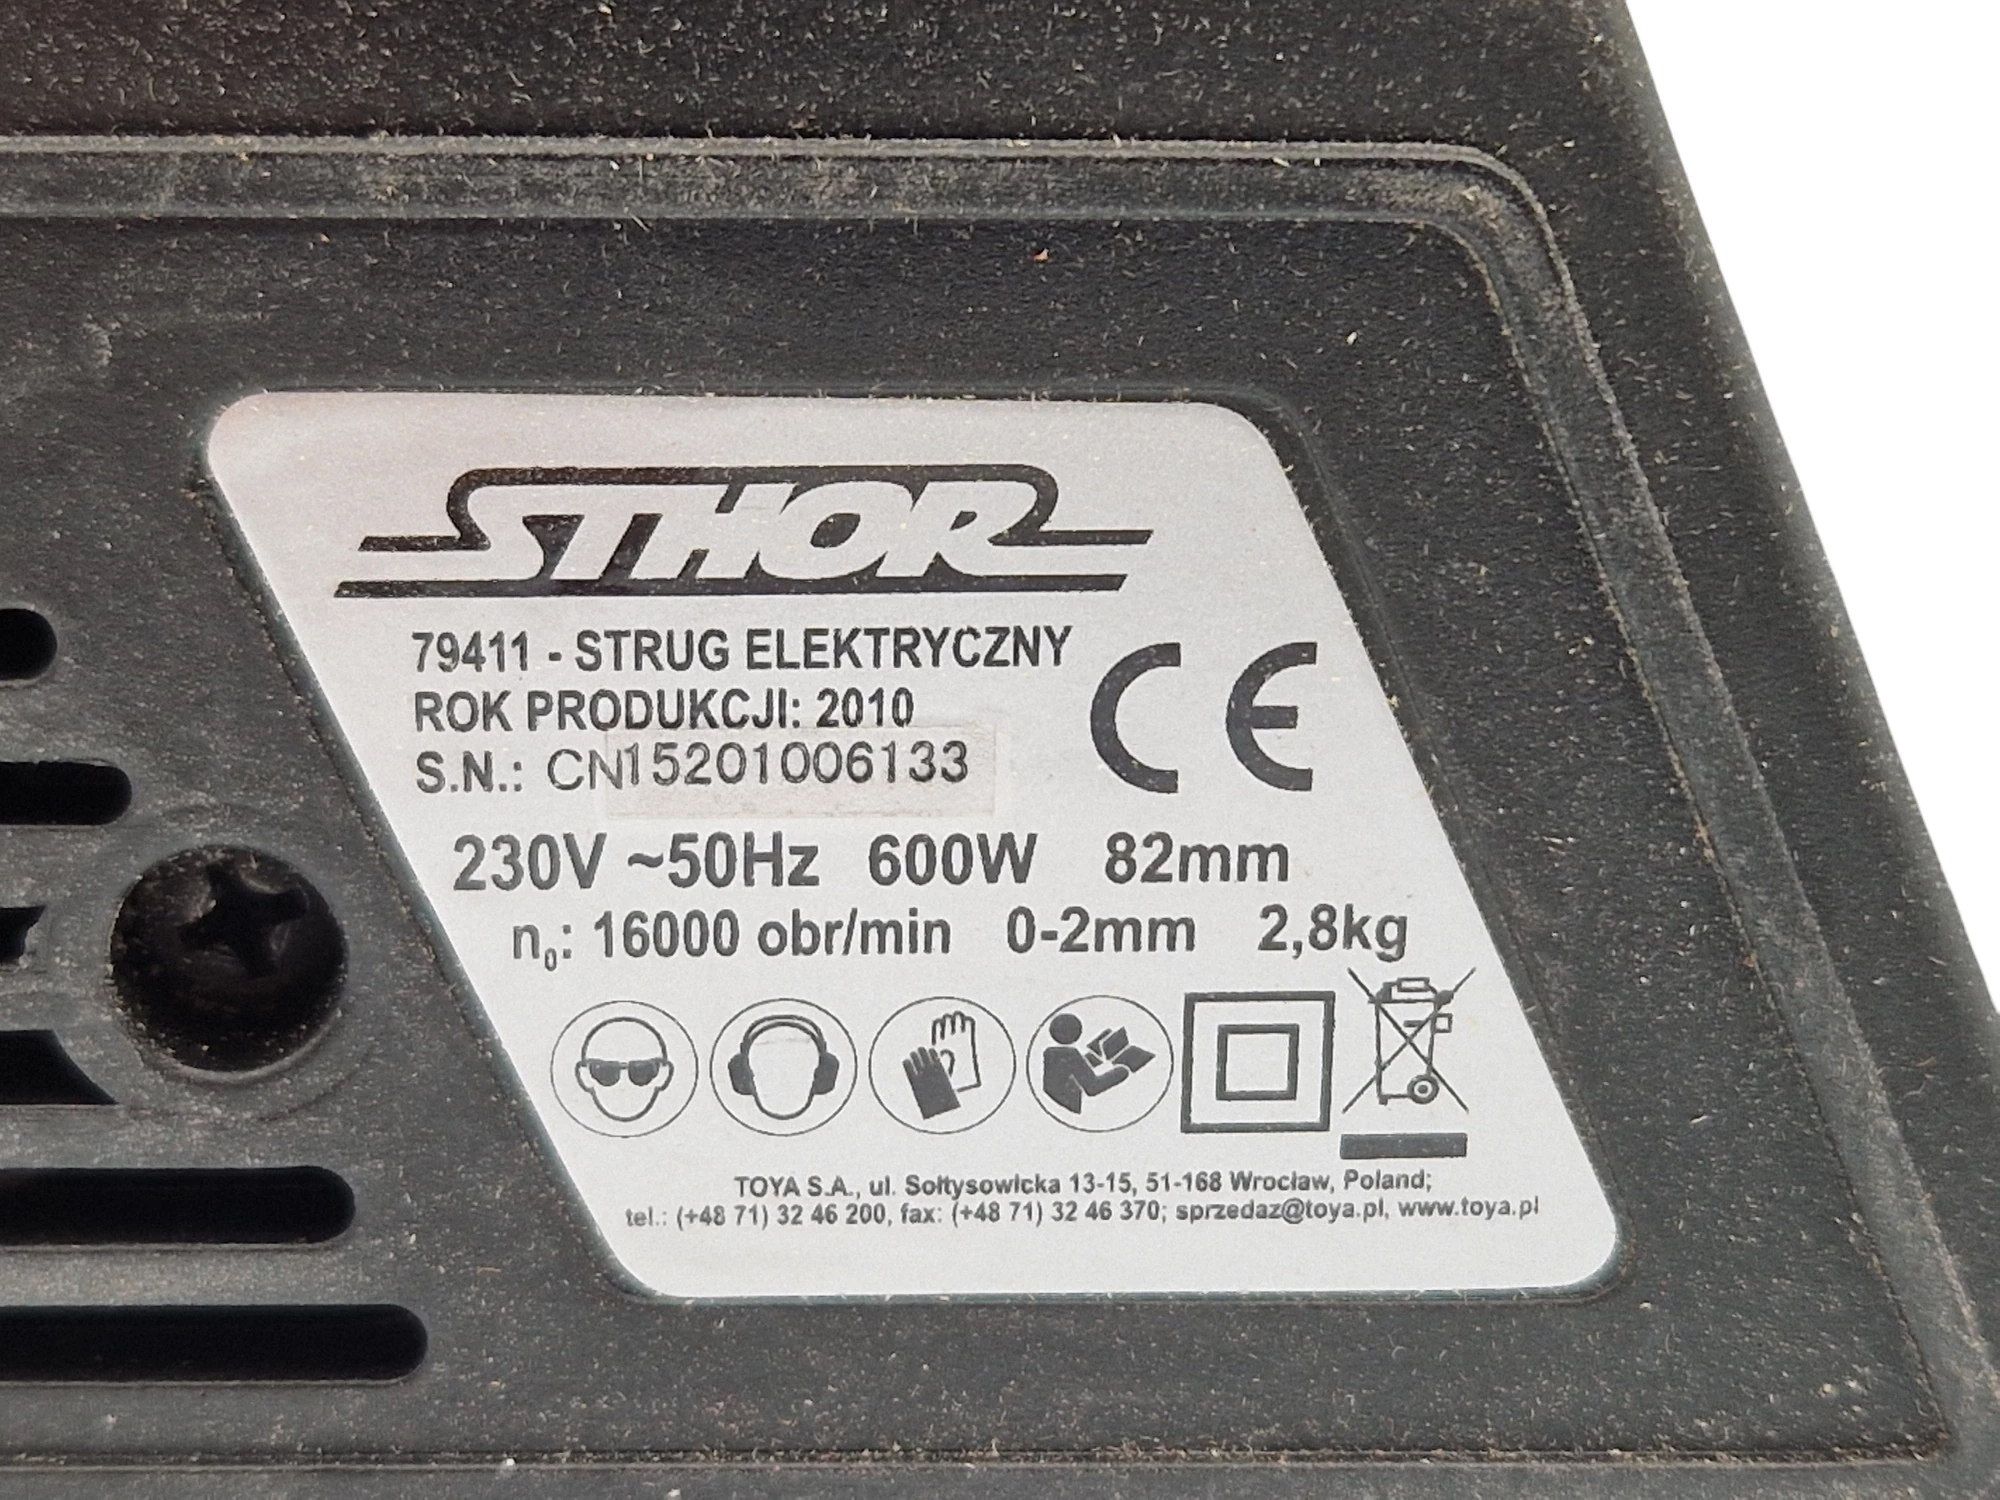 STHOR
79411 - STRUG ELEKTRYCZNY
ROK PRODUKCJI: 2010
S.N.: CN15201006133
CE
230V ~50Hz 600W 82mm
n₀: 16000 obr/min 0-2mm 2,8kg
TOYA S.A., ul. Sołtysowicka 13-15, 51-168 Wrocław, Poland;
tel.: (+48 71) 32 46 200, fax: (+48 71) 32 46 370; sprzedaz@toya.pl, www.toya.pl